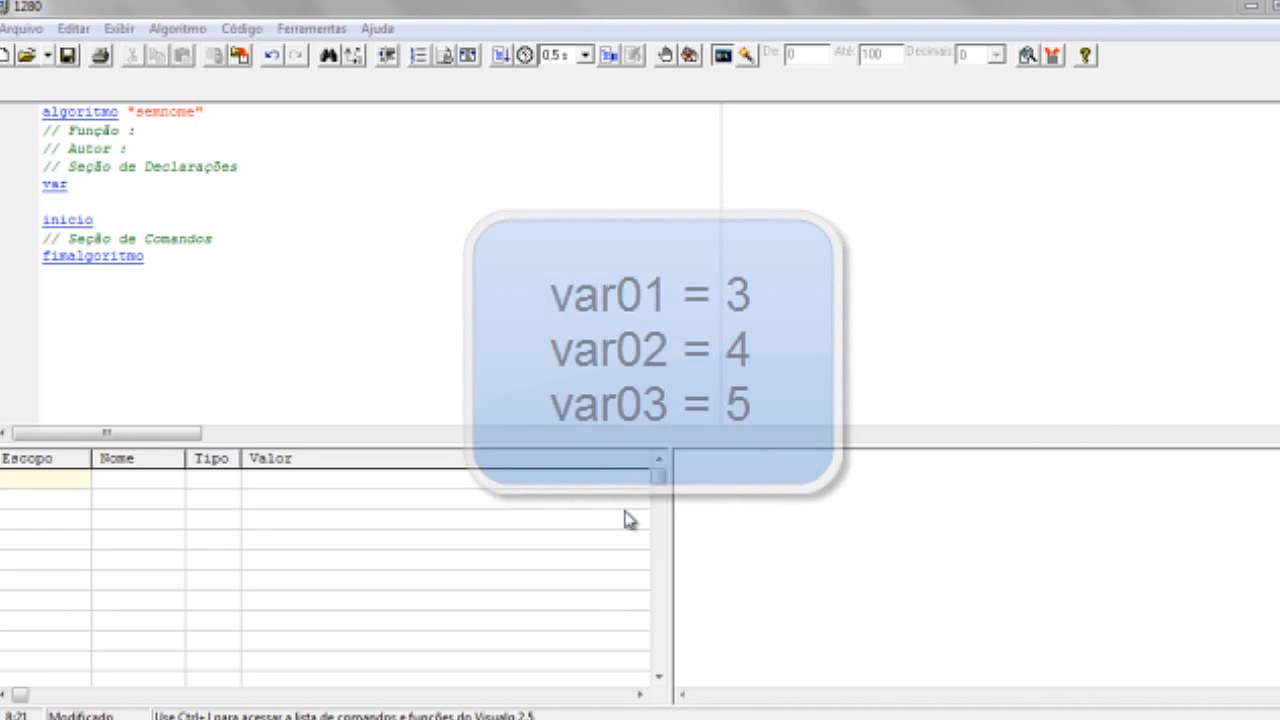 1280
Arquivo Editar Exibir Algoritmo Código Ferramentas Ajuda
0,5 s De: 0 Até: 100 Decimais 0
algoritmo "semnome"
// Função :
// Autor :
// Seção de Declarações
var
inicio
// Seção de Comandos
fimalgoritmo
var01 = 3
var02 = 4
var03 = 5
Escopo Nome Tipo Valor
8:21 Modificado Use Ctrl+J para acessar a lista de comandos e funções do Visualg 2.5